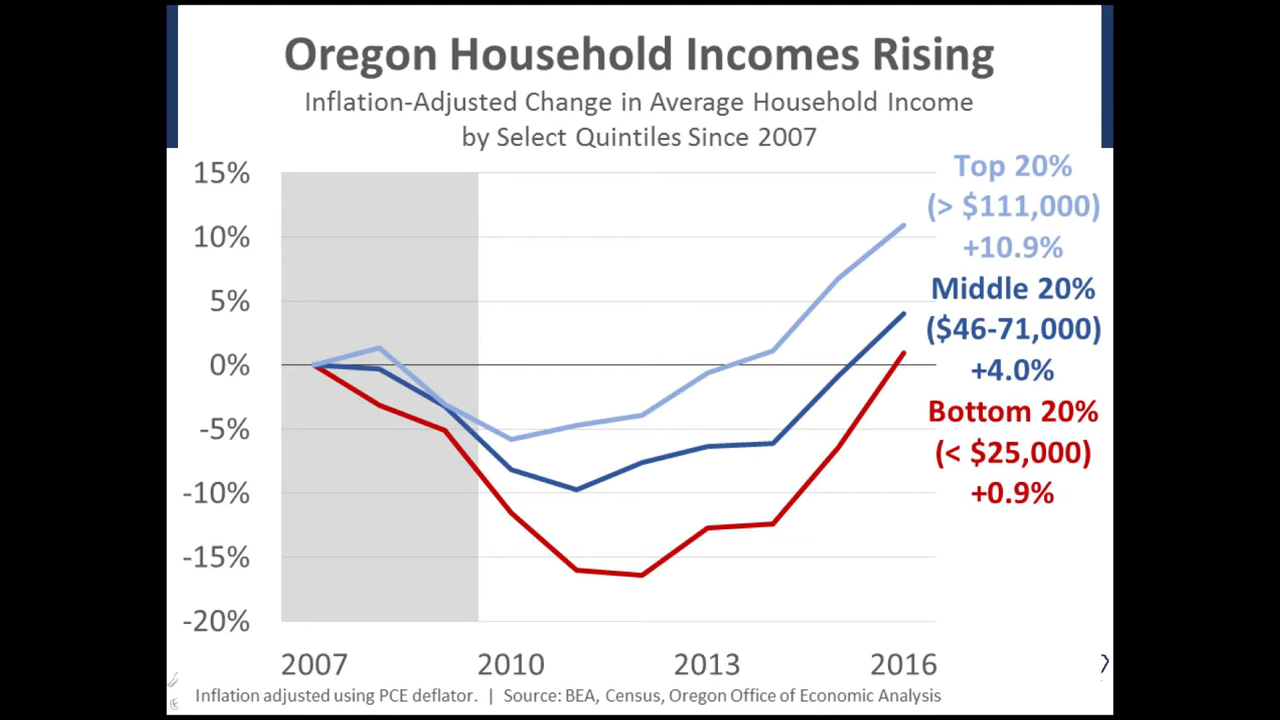 Oregon Household Incomes Rising
Inflation-Adjusted Change in Average Household Income
by Select Quintiles Since 2007
15%
10%
5%
0%
-5%
-10%
-15%
-20%
2007
2010
2013
2016
Top 20%
(> $111,000)
+10.9%
Middle 20%
($46-71,000)
+4.0%
Bottom 20%
(< $25,000)
+0.9%
Inflation adjusted using PCE deflator. | Source: BEA, Census, Oregon Office of Economic Analysis